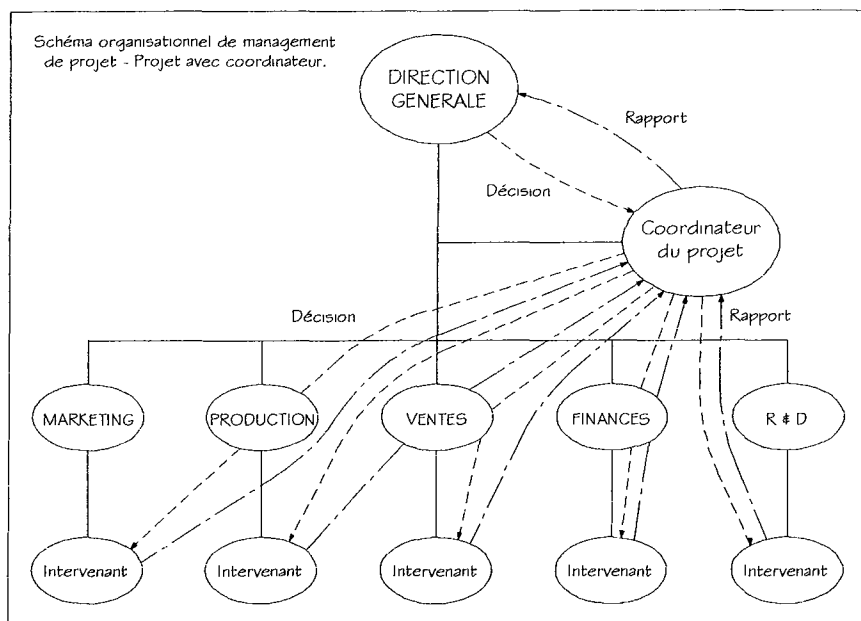 Schéma organisationnel de management
de projet - Projet avec coordinateur.
DIRECTION
GENERALE
Rapport
Décision
Coordinateur
du projet
Décision
Rapport
MARKETING
PRODUCTION
VENTES
FINANCES
R & D
Intervenant
Intervenant
Intervenant
Intervenant
Intervenant